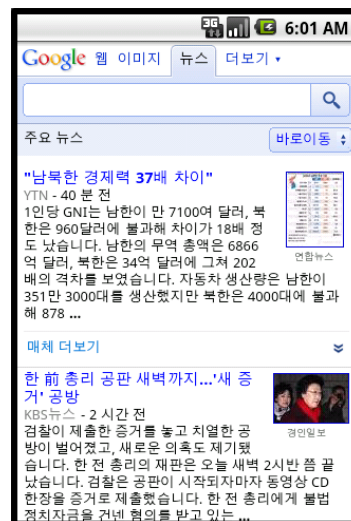 3G 6:01 AM
Google 웹 이미지 뉴스 더보기 ▾
주요 뉴스 바로이동
"남북한 경제력 37배 차이"
YTN - 40 분 전
1인당 GNI는 남한이 만 7100여 달러, 북
한은 960달러에 불과해 차이가 18배 정
도 났습니다. 남한의 무역 총액은 6866
억 달러, 북한은 34억 달러에 그쳐 202
배의 격차를 보였습니다. 자동차 생산량은 남한이
351만 3000대를 생산했지만 북한은 4000대에 불과
해 878 ...
연합뉴스
매체 더보기
한 前 총리 공판 새벽까지...'새 증
거' 공방
KBS뉴스 - 2 시간 전
검찰이 제출한 증거를 놓고 치열한 공
방이 벌어졌고, 새로운 의혹도 제기됐
습니다. 한 전 총리의 재판은 오늘 새벽 2시반 쯤 끝
났습니다. 검찰은 공판이 시작되자마자 동영상 CD
한장을 증거로 제출했습니다. 한 전 총리에게 불법
정치자금을 건넨 혐의를 받고 있는 ...
경인일보